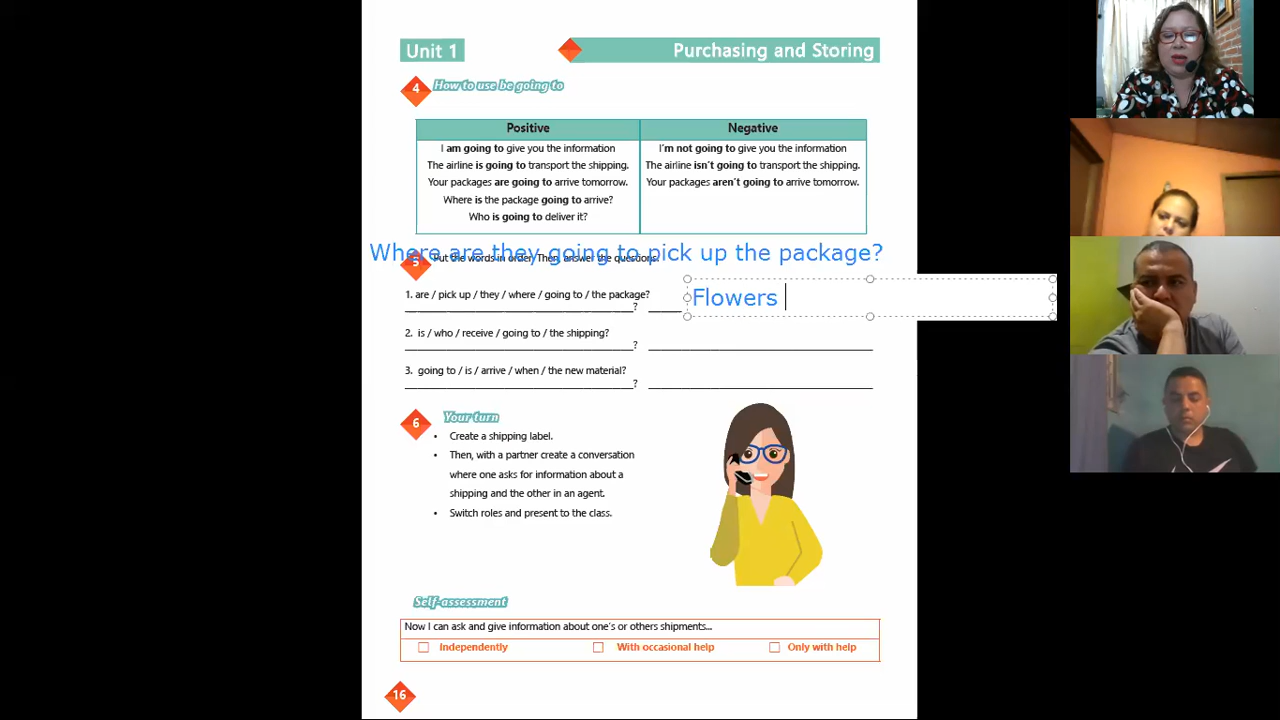 Unit 1
Purchasing and Storing
4 How to use be going to
Positive
Negative
I am going to give you the information
The airline is going to transport the shipping.
Your packages are going to arrive tomorrow.
Where is the package going to arrive?
Who is going to deliver it?
I'm not going to give you the information
The airline isn't going to transport the shipping.
Your packages aren't going to arrive tomorrow.
Where are they going to pick up the package?
5 Put the words in order. Then, answer the questions.
1. are / pick up / they / where / going to / the package?
?
Flowers
2. is / who / receive / going to / the shipping?
?
3. going to / is / arrive / when / the new material?
?
6 Your turn
• Create a shipping label.
• Then, with a partner create a conversation
where one asks for information about a
shipping and the other in an agent.
• Switch roles and present to the class.
Self-assessment
Now I can ask and give information about one's or others shipments...
Independently
With occasional help
Only with help
16